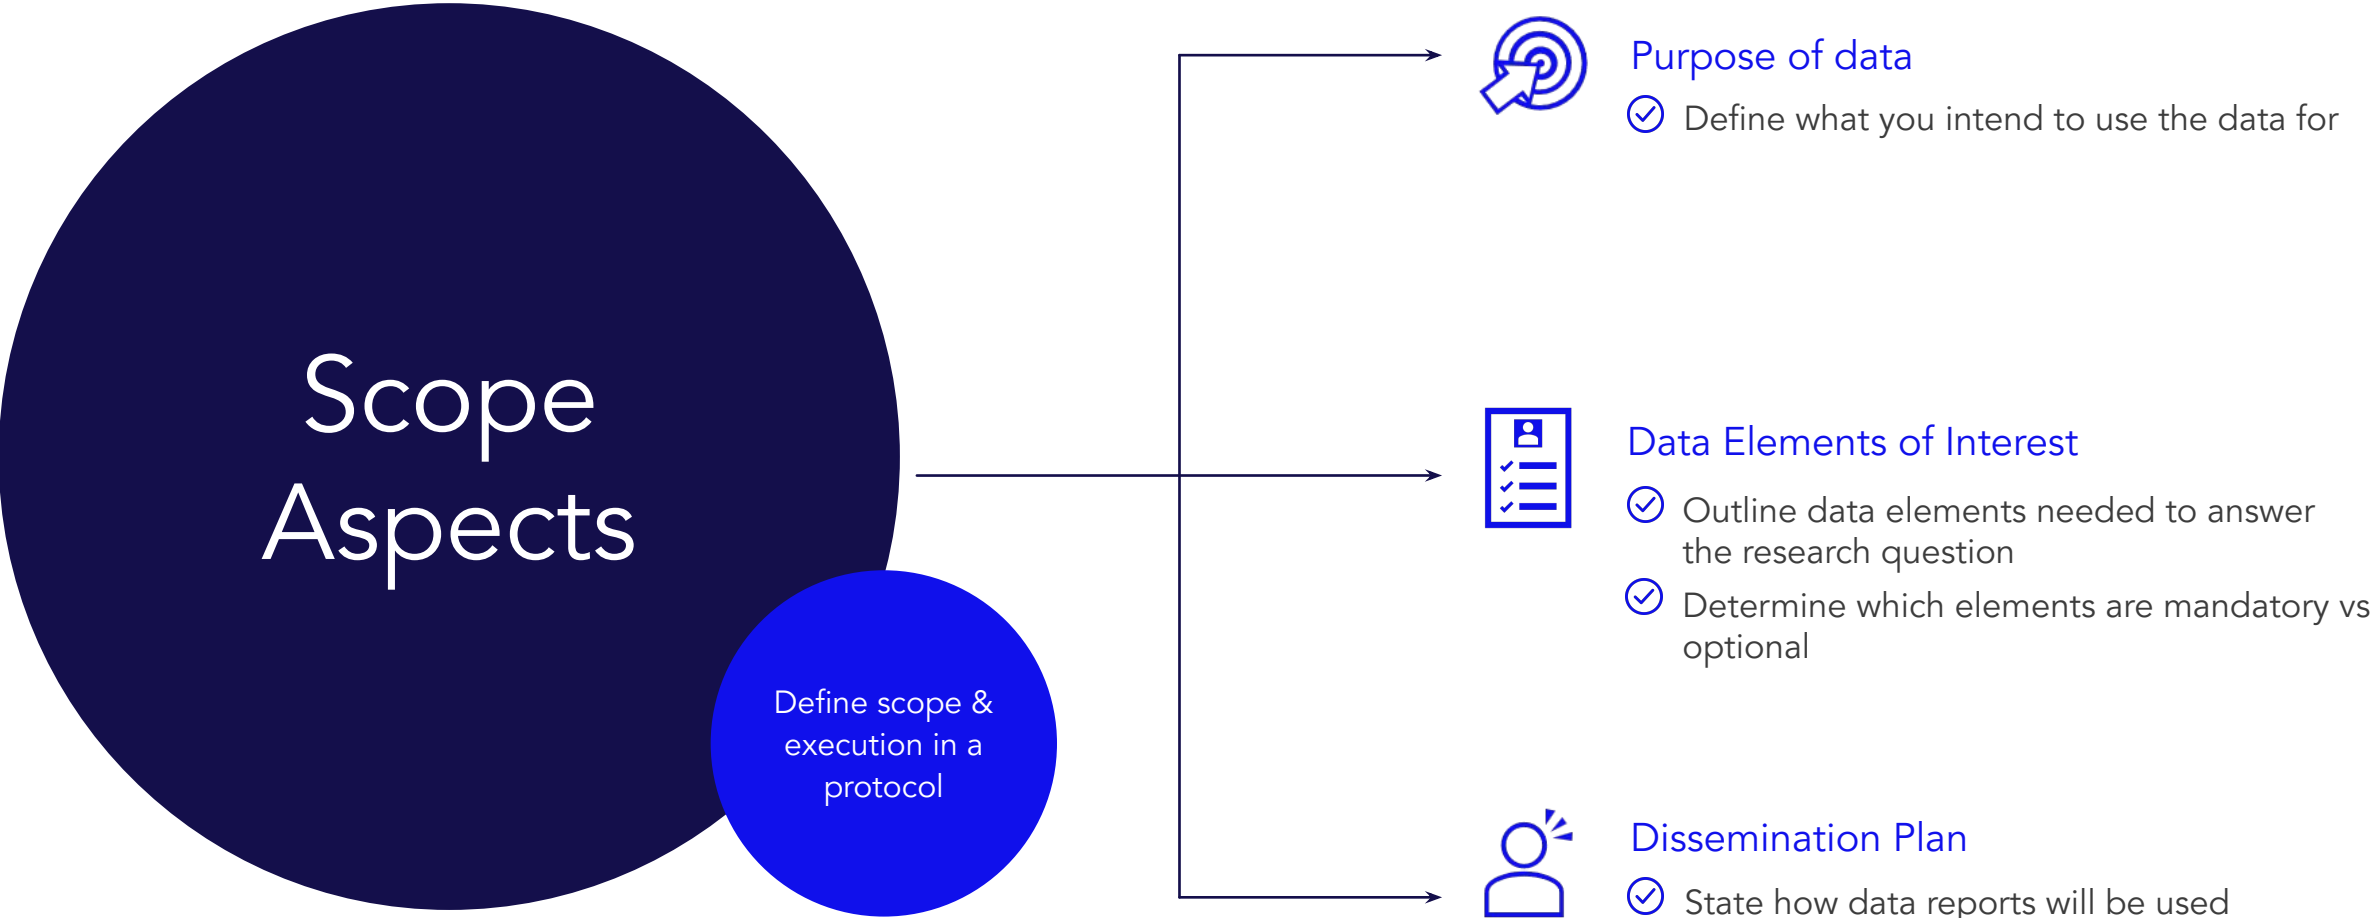 Scope
Aspects
Define scope &
execution in a
protocol
Purpose of data
Define what you intend to use the data for
Data Elements of Interest
Outline data elements needed to answer
the research question
Determine which elements are mandatory vs
optional
Dissemination Plan
State how data reports will be used